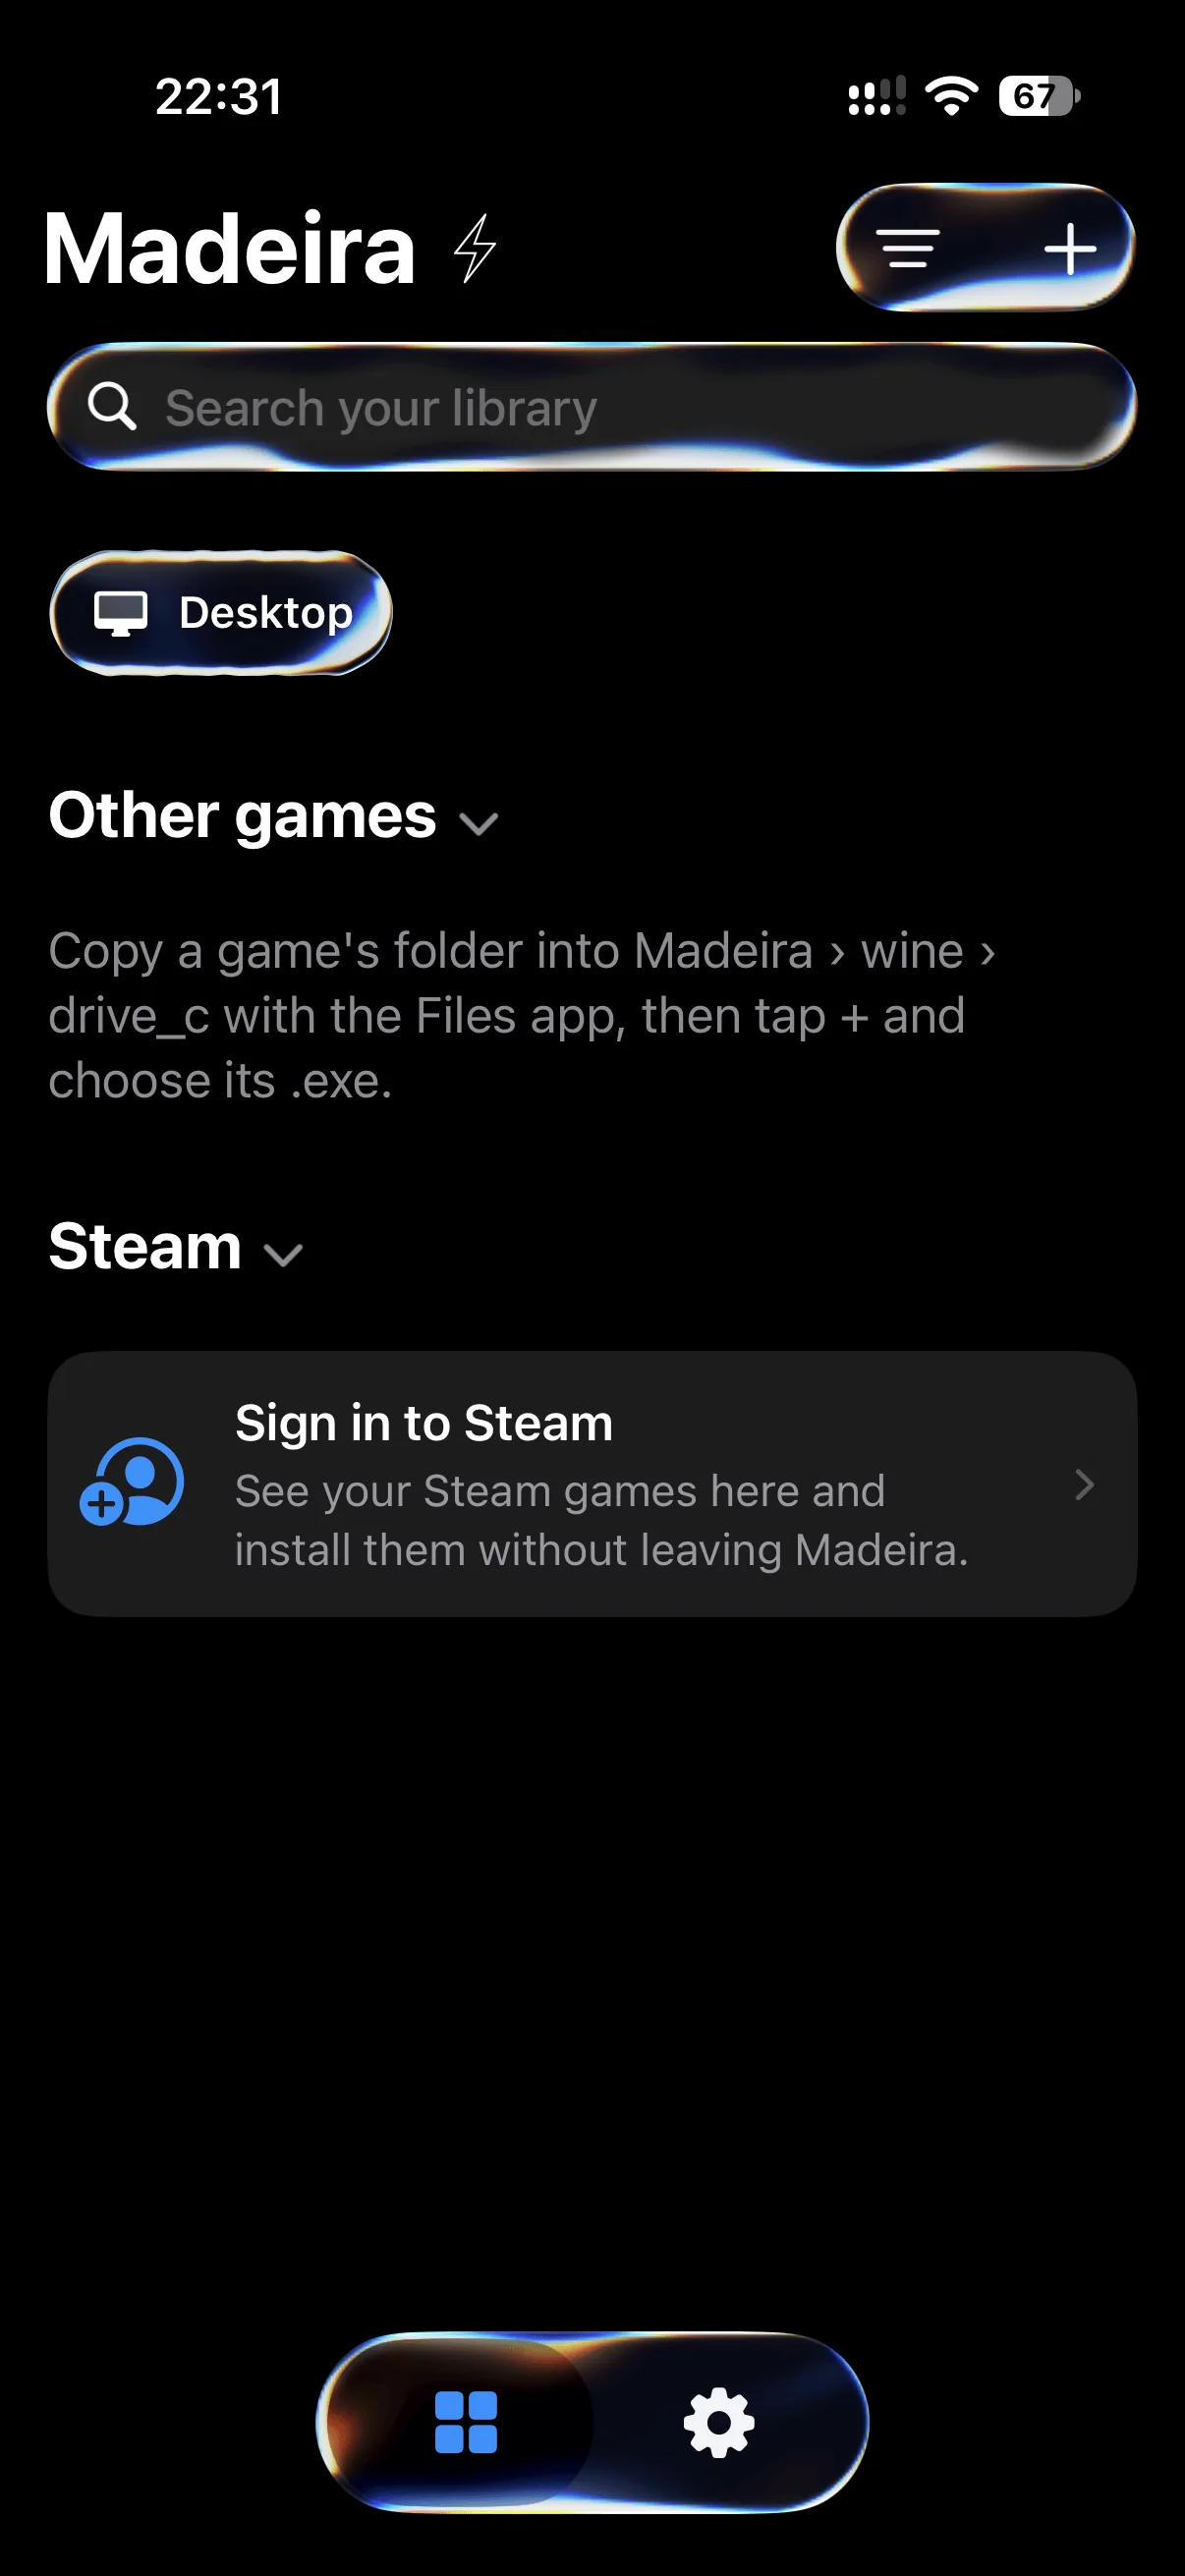 22:31
67
Madeira
Search your library
Desktop
Other games
Copy a game's folder into Madeira › wine ›
drive_c with the Files app, then tap + and
choose its .exe.
Steam
Sign in to Steam
See your Steam games here and
install them without leaving Madeira.